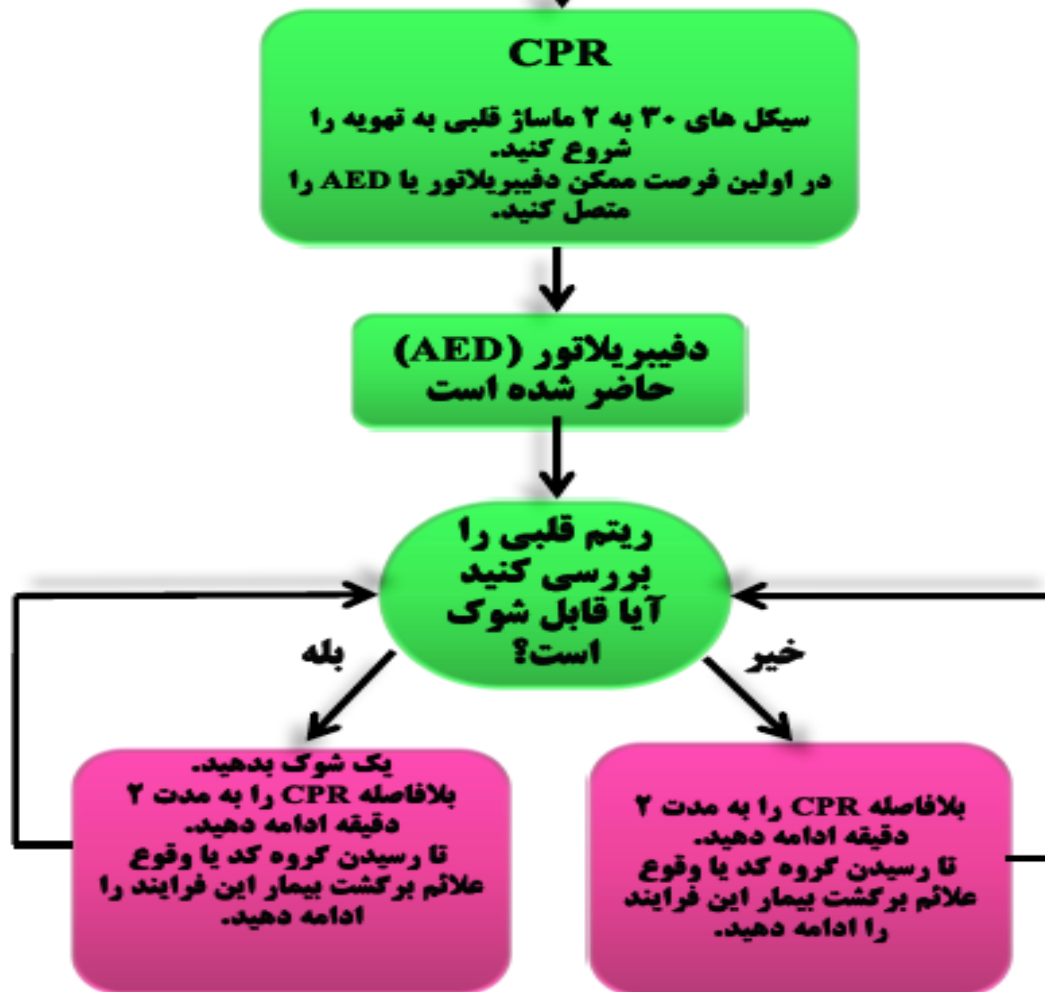 CPR
سیکل های ۳۰ به ۲ ماساژ قلبی به تهویه را
شروع کنید.
در اولین فرصت ممکن دفیبریلاتور یا AED را
متصل کنید.
دفیبریلاتور (AED)
حاضر شده است
ریتم قلبی را
بررسی کنید
آیا قابل شوک
است؟
بله
خیر
یک شوک بدهید.
بلافاصله CPR را به مدت ۲
دقیقه ادامه دهید.
تا رسیدن گروه کد یا وقوع
علائم برگشت بیمار این فرایند را
ادامه دهید.
بلافاصله CPR را به مدت ۲
دقیقه ادامه دهید.
تا رسیدن گروه کد یا وقوع
علائم برگشت بیمار این فرایند
را ادامه دهید.